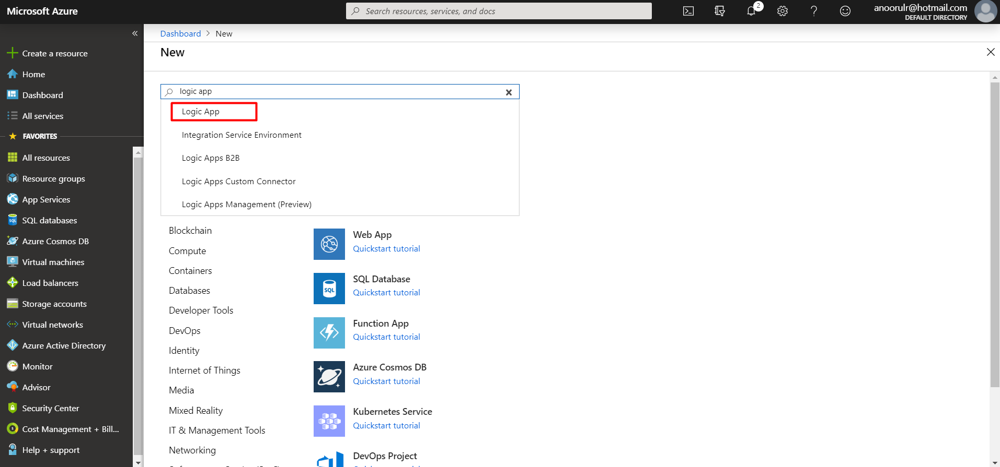 Microsoft Azure
Search resources, services, and docs
2
anoorulr@hotmail.com
DEFAULT DIRECTORY
Create a resource
Home
Dashboard
All services
FAVORITES
All resources
Resource groups
App Services
SQL databases
Azure Cosmos DB
Virtual machines
Load balancers
Storage accounts
Virtual networks
Azure Active Directory
Monitor
Advisor
Security Center
Cost Management + Bill...
Help + support
Dashboard > New
New
logic app
Logic App
Integration Service Environment
Logic Apps B2B
Logic Apps Custom Connector
Logic Apps Management (Preview)
Blockchain
Compute
Containers
Databases
Developer Tools
DevOps
Identity
Internet of Things
Media
Mixed Reality
IT & Management Tools
Networking
Web App
Quickstart tutorial
SQL
SQL Database
Quickstart tutorial
Function App
Quickstart tutorial
Azure Cosmos DB
Quickstart tutorial
Kubernetes Service
Quickstart tutorial
DevOps Project